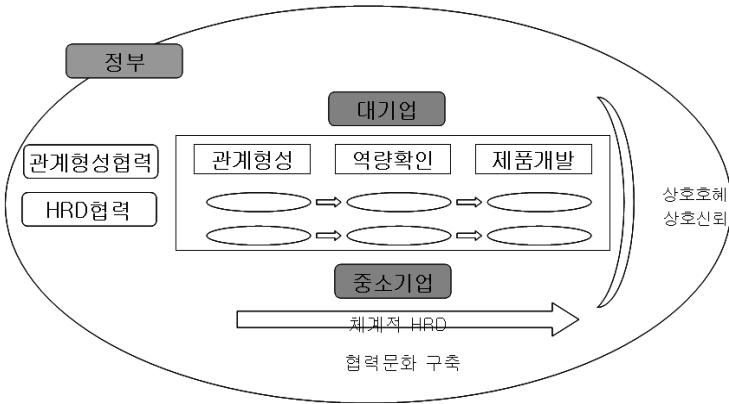 정부
대기업
관계형성협력
관계형성
역량확인
제품개발
HRD협력
상호호혜
상호신뢰
중소기업
체계적 HRD
협력문화 구축